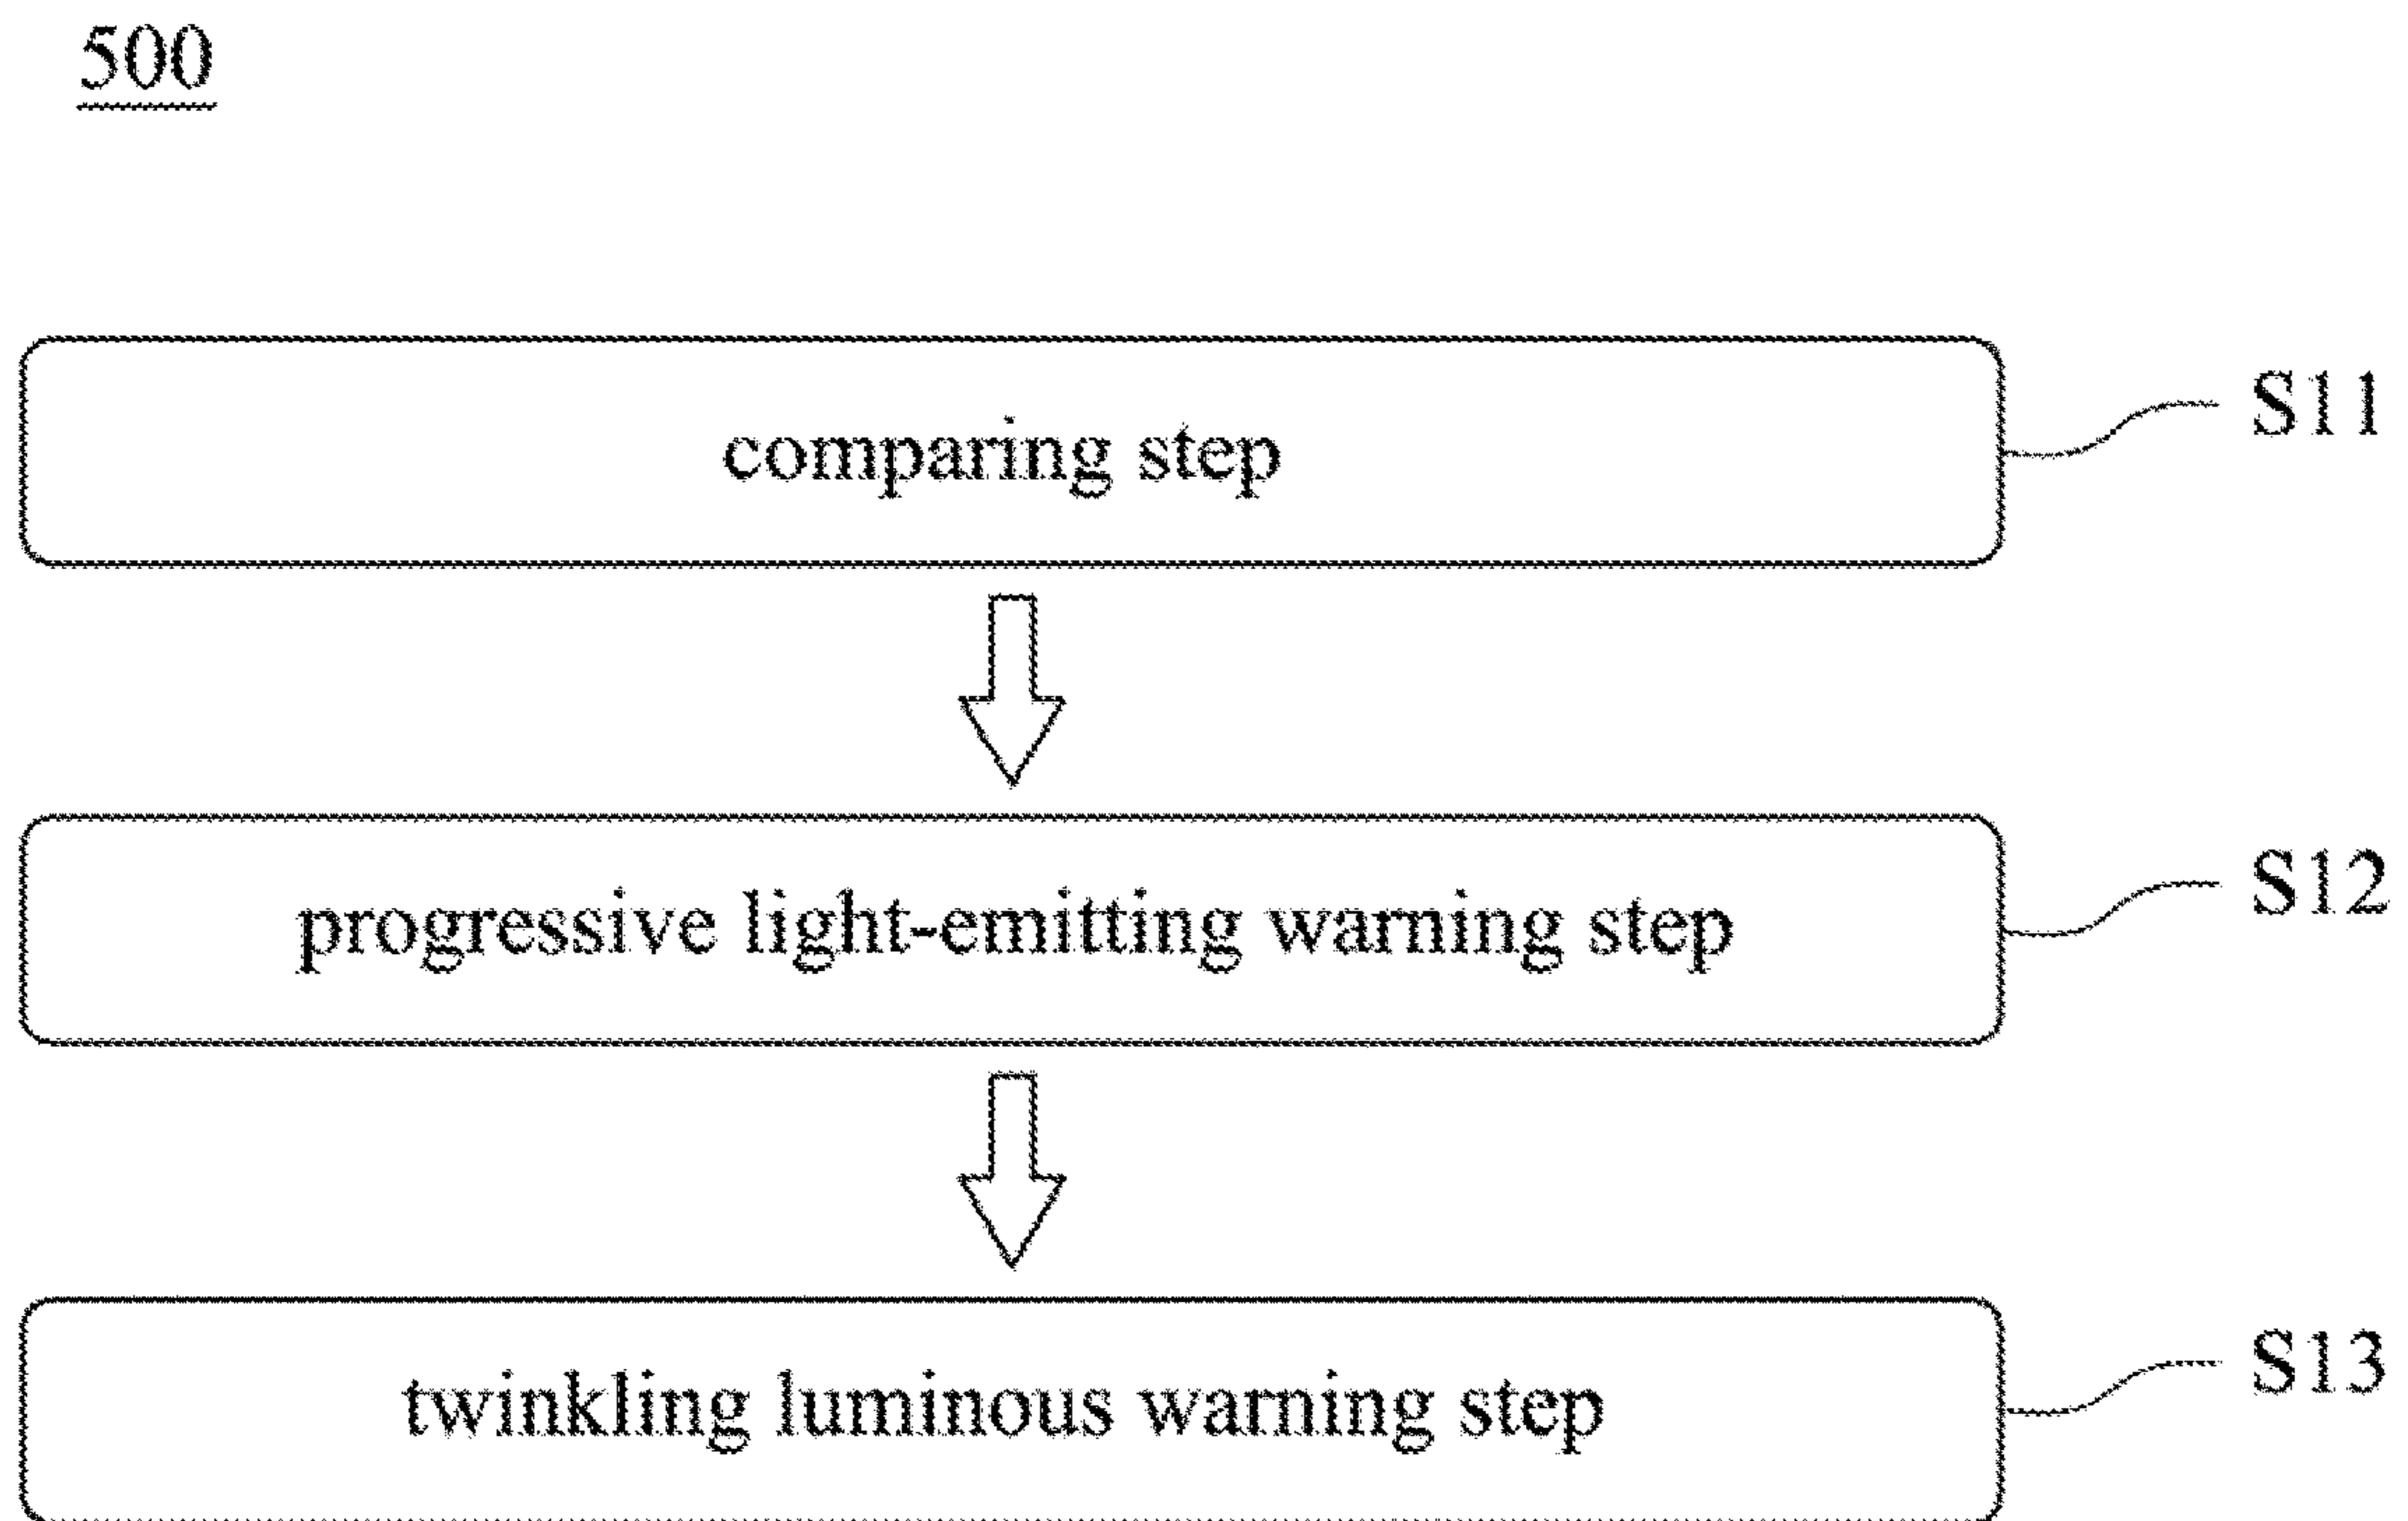 500
comparing step
S11
progressive light-emitting warning step
S12
twinkling luminous warning step
S13